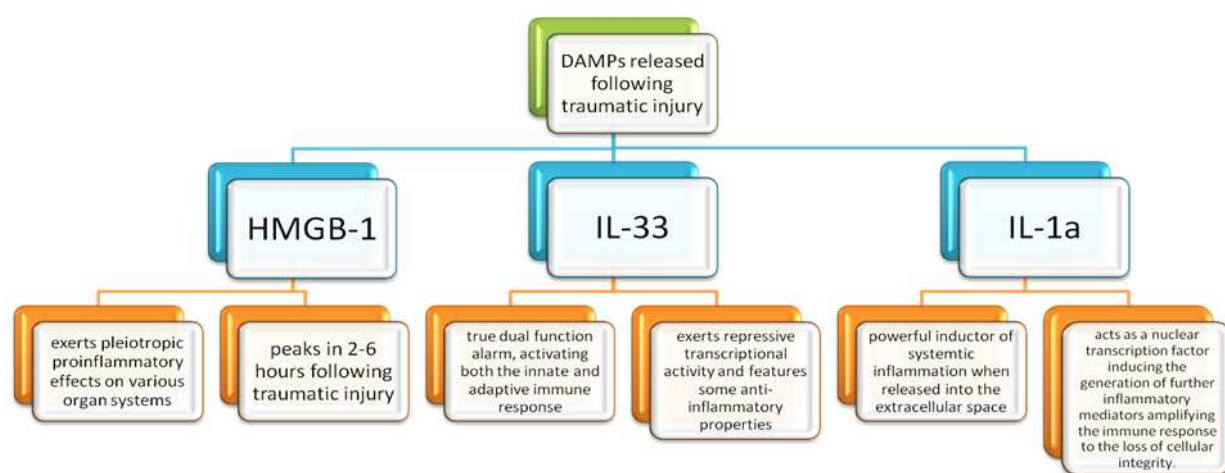 DAMPs released
following
traumatic injury
HMGB-1
IL-33
IL-1a
exerts pleiotropic
proinflammatory
effects on various
organ systems
peaks in 2-6
hours following
traumatic injury
true dual function
alarm, activating
both the innate and
adaptive immune
response
exerts repressive
transcriptional
activity and features
some anti-
inflammatory
properties
powerful inductor of
systemtic
inflammation when
released into the
extracellular space
acts as a nuclear
transcription factor
inducing the
generation of further
inflammatory
mediators amplifying
the immune response
to the loss of cellular
integrity.